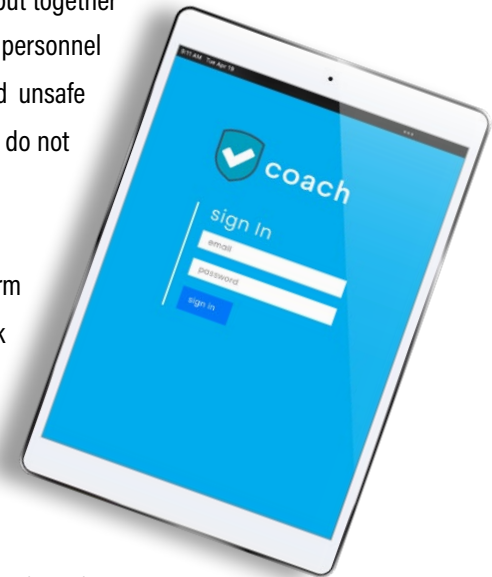 out together
personnel
d unsafe
do not
rm
k
9:11 AM Tue Apr 19
coach
sign In
email
password
sign in